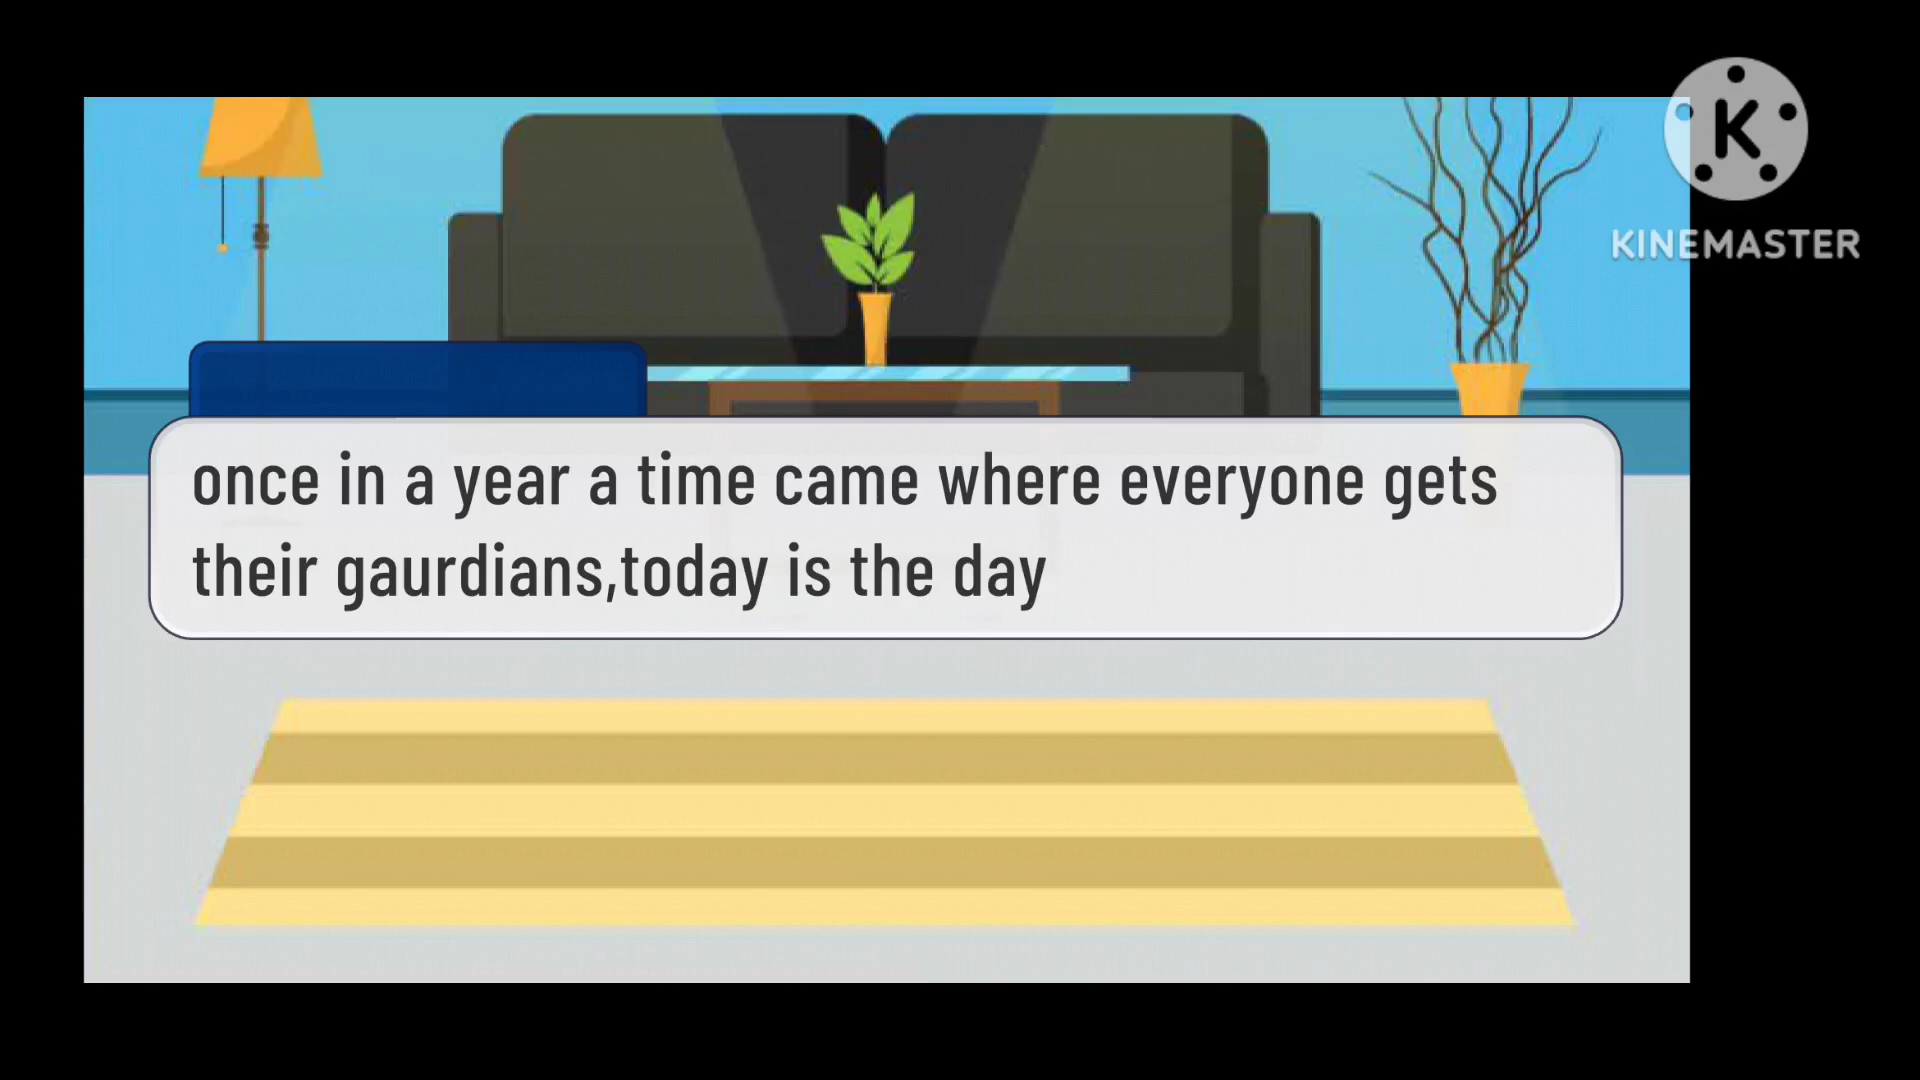 K
KINEMASTER
once in a year a time came where everyone gets
their gaurdians,today is the day